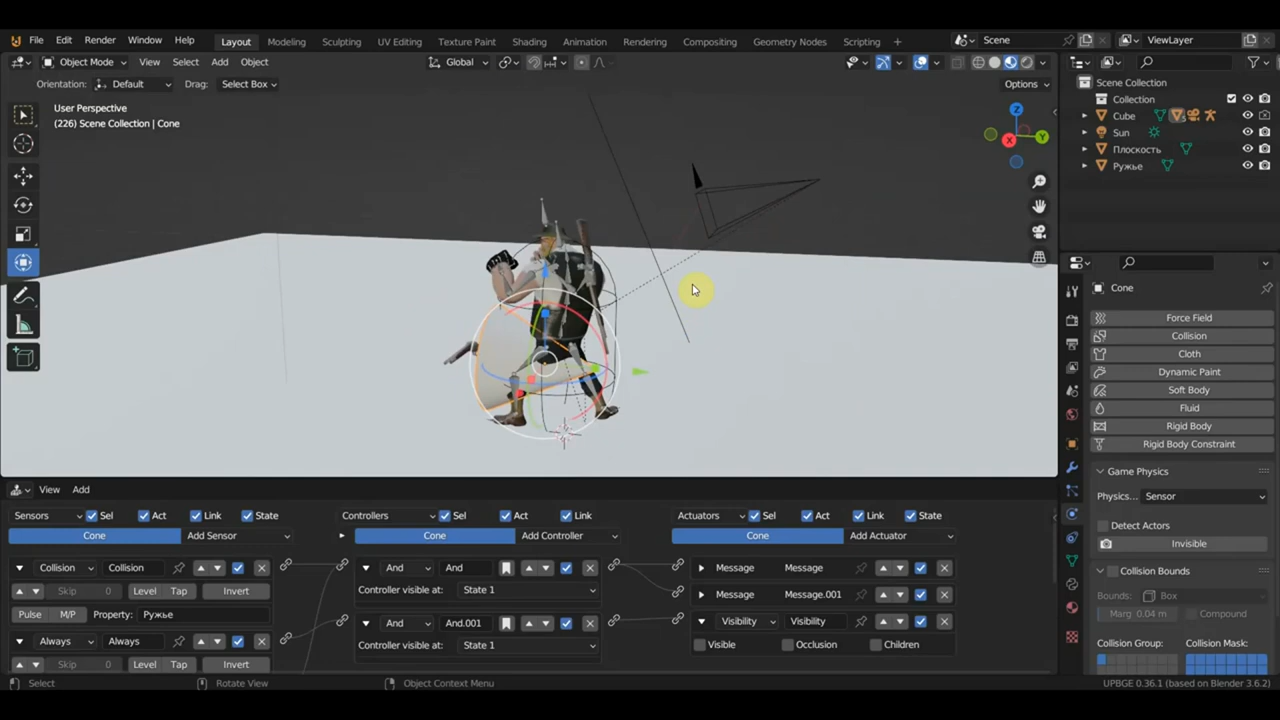 File Edit Render Window Help Layout Modeling Sculpting UV Editing Texture Paint Shading Animation Rendering Compositing Geometry Nodes Scripting + Scene ViewLayer
Object Mode View Select Add Object Global Options
Orientation: Default Drag: Select Box
User Perspective
(226) Scene Collection | Cone
Z
Y
X
Scene Collection
Collection
Cube
Sun
Плоскость
Ружье
Cone
Force Field
Collision
Cloth
Dynamic Paint
Soft Body
Fluid
Rigid Body
Rigid Body Constraint
Game Physics
Physics... Sensor
Detect Actors
Invisible
Collision Bounds
Bounds: Box
Marg 0.04 m Compound
Collision Group: Collision Mask:
View Add
Sensors Sel Act Link State Controllers Sel Act Link Actuators Sel Act Link State
Cone Add Sensor Cone Add Controller Cone Add Actuator
Collision Collision And And Message Message
Skip 0 Level Tap Invert Controller visible at: State 1 Message Message.001
Pulse M/P Property: Ружье And And.001 Visibility Visibility
Always Always Controller visible at: State 1 Visible Occlusion Children
Skip 0 Level Tap Invert
Select Rotate View Object Context Menu UPBGE 0.36.1 (based on Blender 3.6.2)